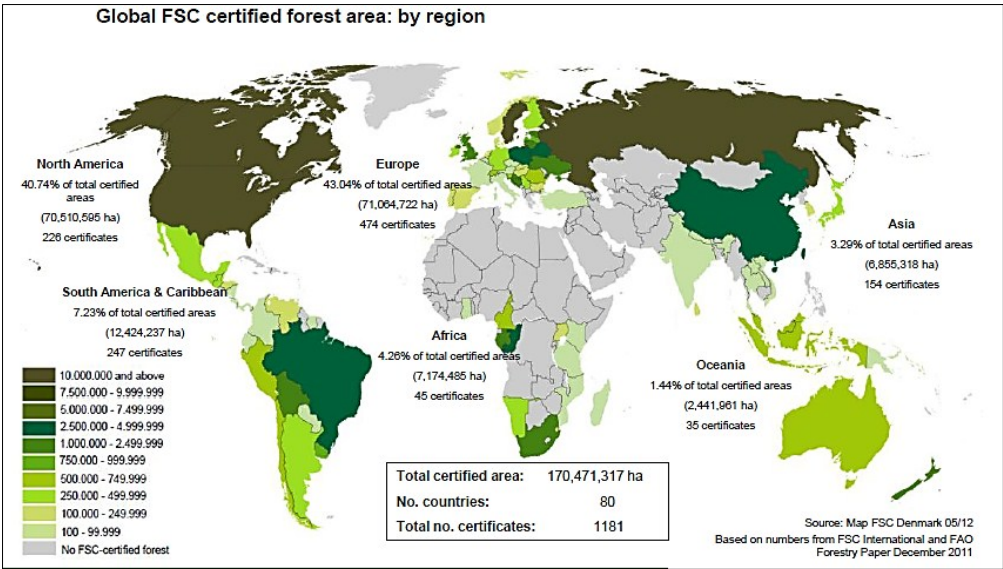 Global FSC certified forest area: by region
North America
40.74% of total certified
areas
(70,510,595 ha)
226 certificates
Europe
43.04% of total certified areas
(71,064,722 ha)
474 certificates
Asia
3.29% of total certified areas
(6,855,318 ha)
154 certificates
South America & Caribbean
7.23% of total certified areas
(12,424,237 ha)
247 certificates
Africa
4.26% of total certified areas
(7,174,485 ha)
45 certificates
Oceania
1.44% of total certified areas
(2,441,961 ha)
35 certificates
10.000.000 and above
7.500.000 - 9.999.999
5.000.000 - 7.499.999
2.500.000 - 4.999.999
1.000.000 - 2.499.999
750.000 - 999.999
500.000 - 749.999
250.000 - 499.999
100.000 - 249.999
100 - 99.999
No FSC-certified forest
Total certified area: 170,471,317 ha
No. countries: 80
Total no. certificates: 1181
Source: Map FSC Denmark 05/12
Based on numbers from FSC International and FAO
Forestry Paper December 2011